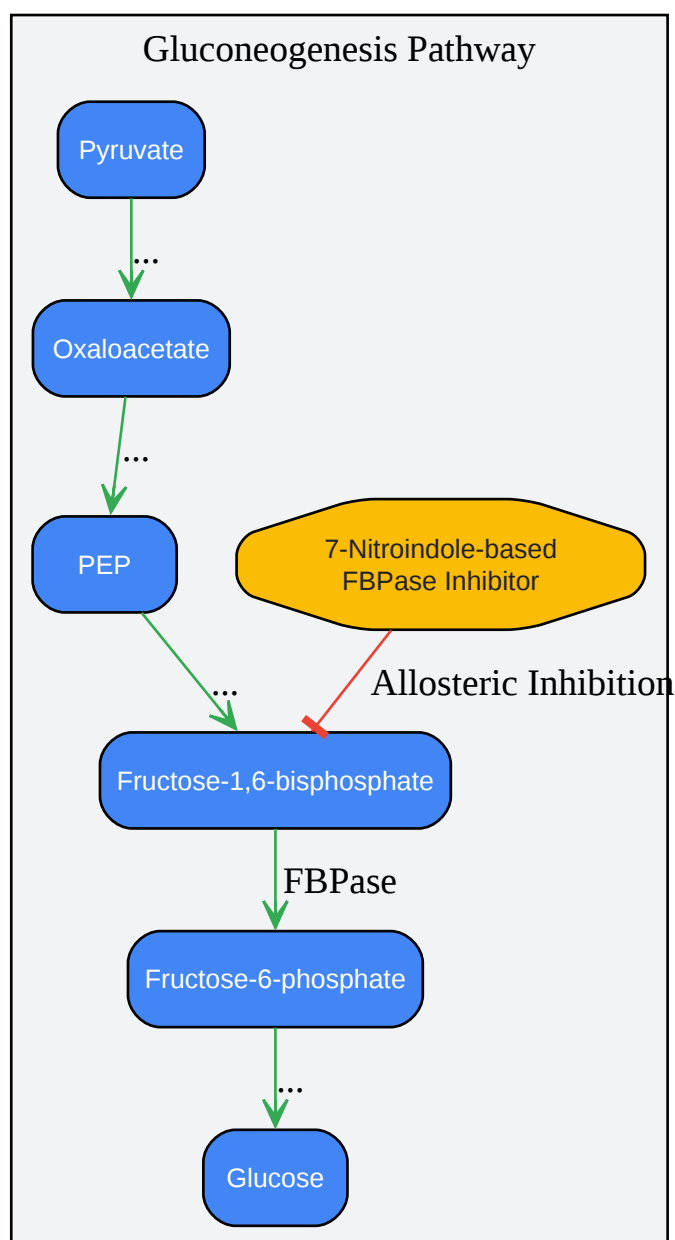 Gluconeogenesis Pathway
Pyruvate
...
Oxaloacetate
...
PEP
7-Nitroindole-based
FBPase Inhibitor
...
Allosteric Inhibition
Fructose-1,6-bisphosphate
FBPase
Fructose-6-phosphate
...
Glucose